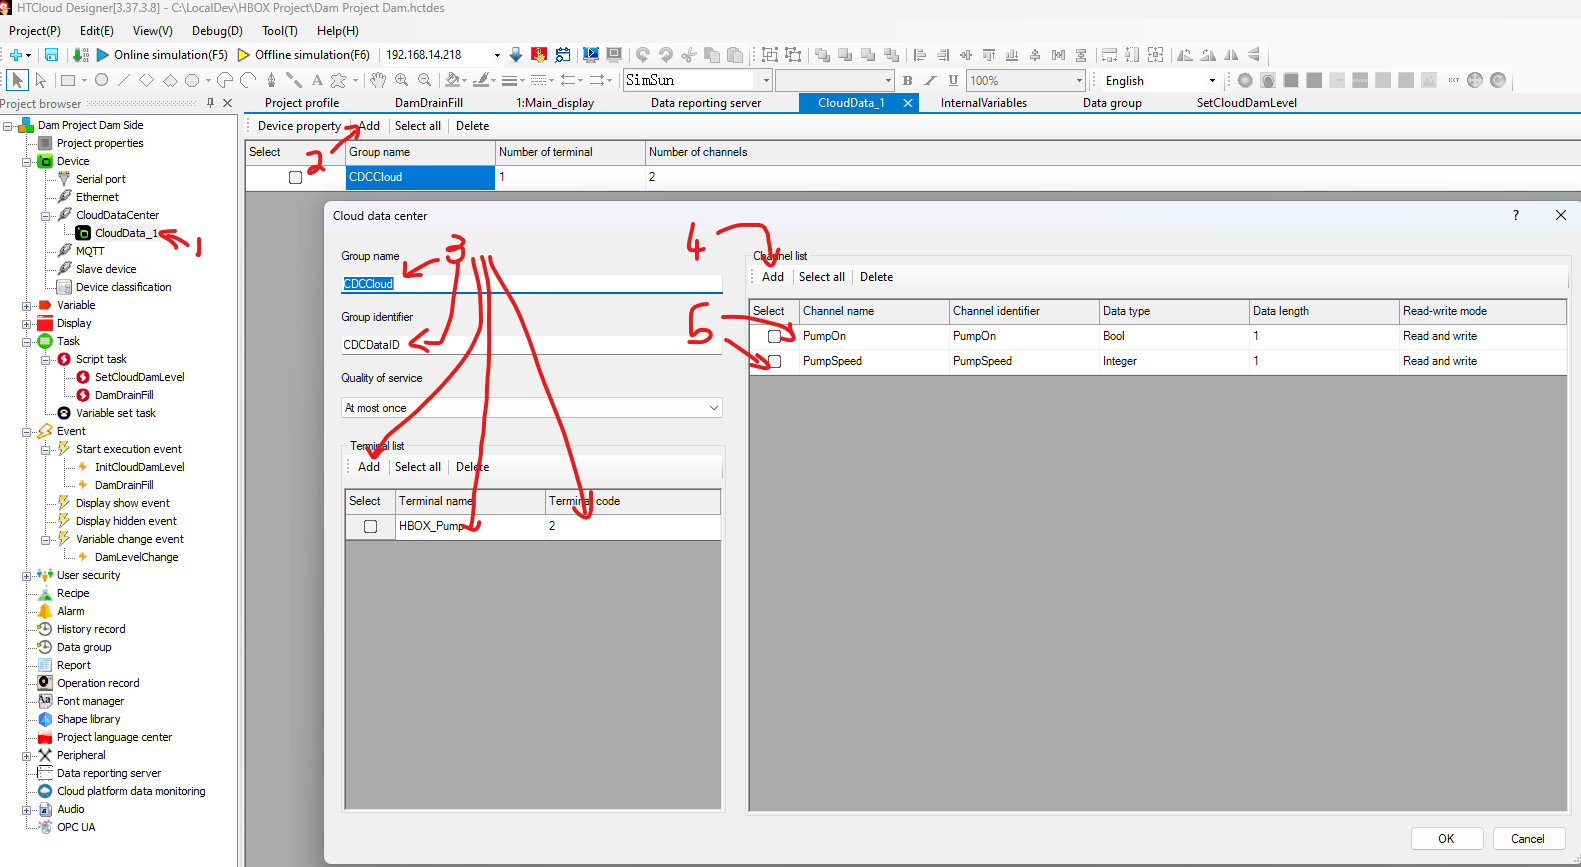 HTCloud Designer[3.37.3.8] - C:\LocalDev\HBOX Project\Dam Project Dam.hctdes
Project(P) Edit(E) View(V) Debug(D) Tool(T) Help(H)
Online simulation(F5) Offline simulation(F6) 192.168.14.218
SimSun B I U 100% English
Project browser
Project profile DamDrainFill 1:Main_display Data reporting server CloudData_1 InternalVariables Data group SetCloudDamLevel
Device property Add Select all Delete
2
Select Group name Number of terminal Number of channels
CDCCloud 1 2
Dam Project Dam Side
Project properties
Device
Serial port
Ethernet
CloudDataCenter
CloudData_1
1
MQTT
Slave device
Device classification
Variable
Display
Task
Script task
SetCloudDamLevel
DamDrainFill
Variable set task
Event
Start execution event
InitCloudDamLevel
DamDrainFill
Display show event
Display hidden event
Variable change event
DamLevelChange
User security
Recipe
Alarm
History record
Data group
Report
Operation record
Font manager
Shape library
Project language center
Peripheral
Data reporting server
Cloud platform data monitoring
Audio
OPC UA
Cloud data center
?
3
Group name
CDCCloud
Group identifier
CDCDataID
Quality of service
At most once
Terminal list
Add Select all Delete
Select Terminal name Terminal code
HBOX_Pump 2
4
Channel list
Add Select all Delete
5
Select Channel name Channel identifier Data type Data length Read-write mode
PumpOn PumpOn Bool 1 Read and write
PumpSpeed PumpSpeed Integer 1 Read and write
OK Cancel